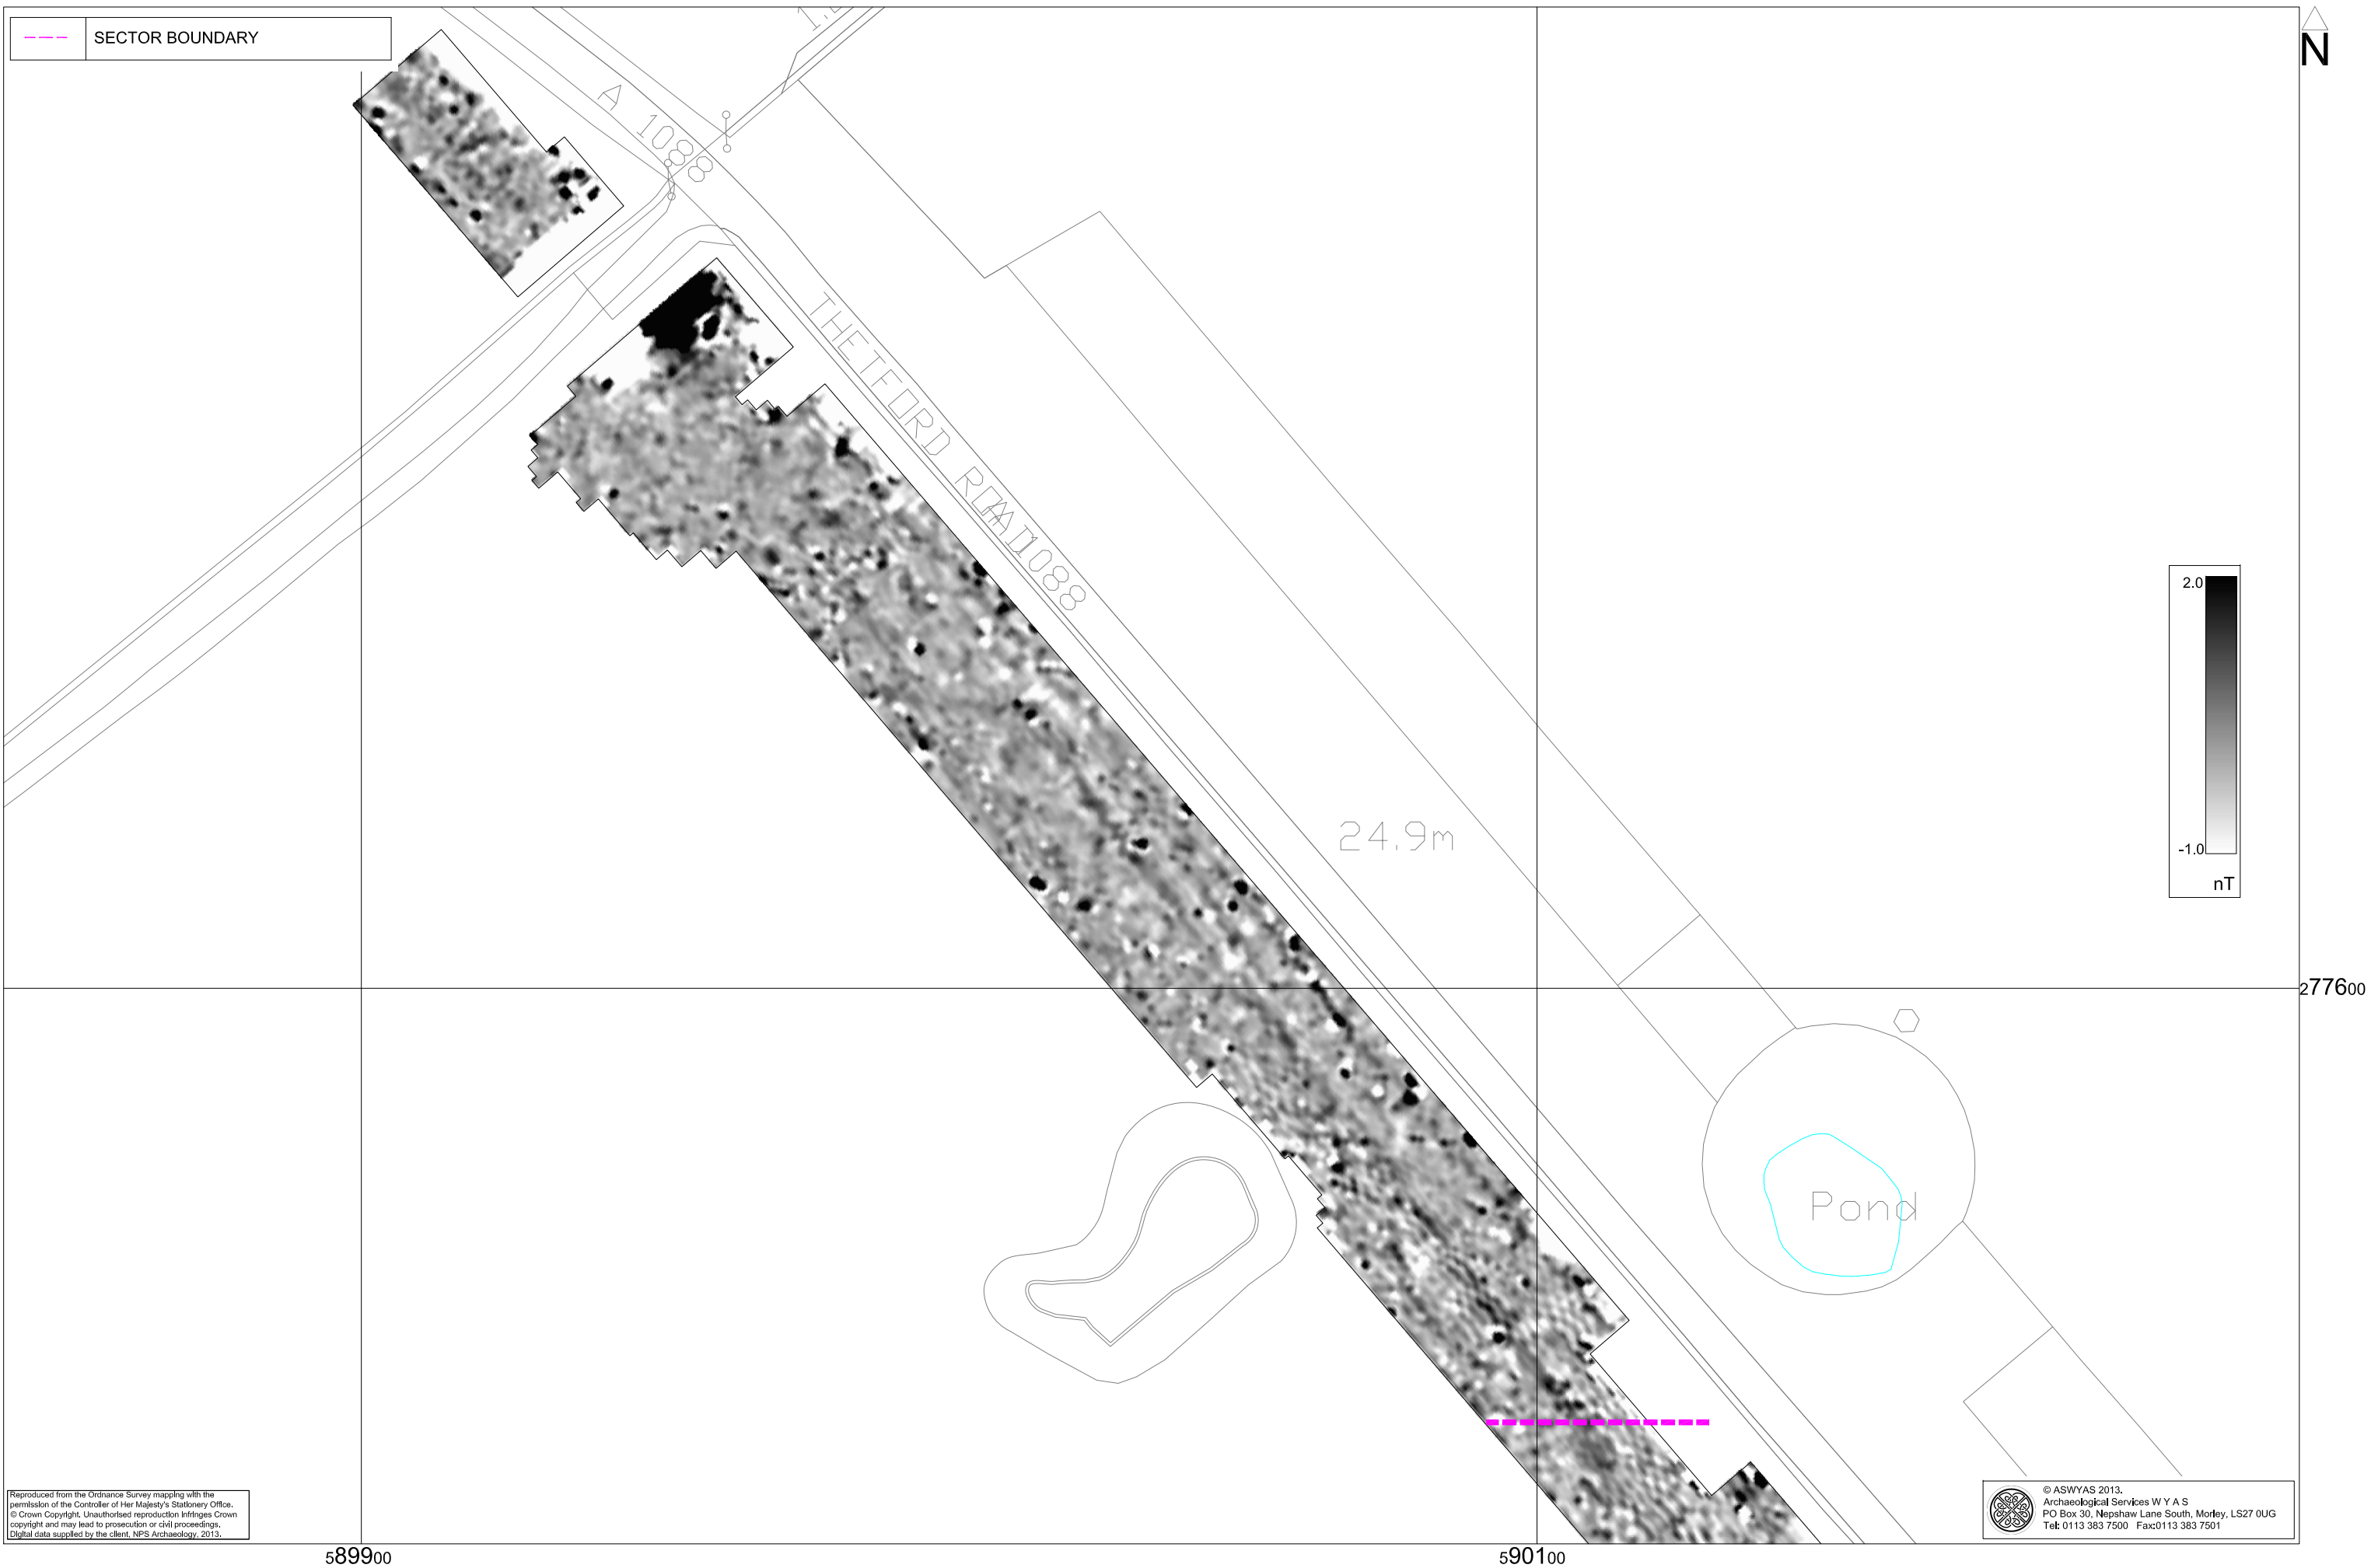 SECTOR BOUNDARY
N
A 1088
THETFORD ROAD
A 1088
2.0
-1.0
nT
24.9m
277600
Pond
Reproduced from the Ordnance Survey mapping with the
permission of the Controller of Her Majesty's Stationery Office.
© Crown Copyright. Unauthorised reproduction infringes Crown
copyright and may lead to prosecution or civil proceedings.
Digital data supplied by the client, NPS Archaeology, 2013.
© ASWYAS 2013.
Archaeological Services W Y A S
PO Box 30, Nepshaw Lane South, Morley, LS27 0UG
Tel: 0113 383 7500 Fax:0113 383 7501
589900
590100